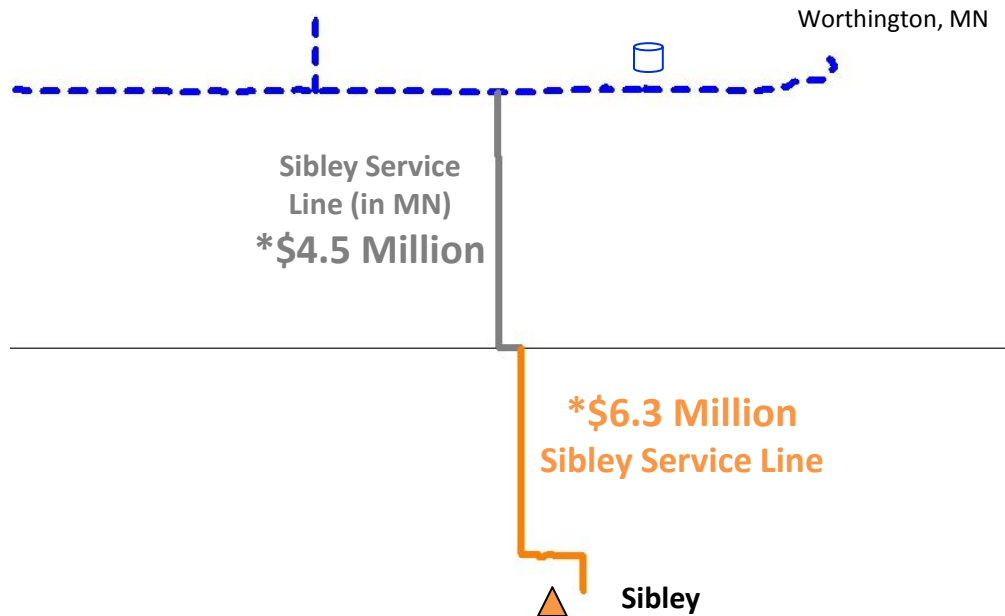 Worthington, MN
Sibley Service
Line (in MN)
*$4.5 Million
*$6.3 Million
Sibley Service Line
Sibley